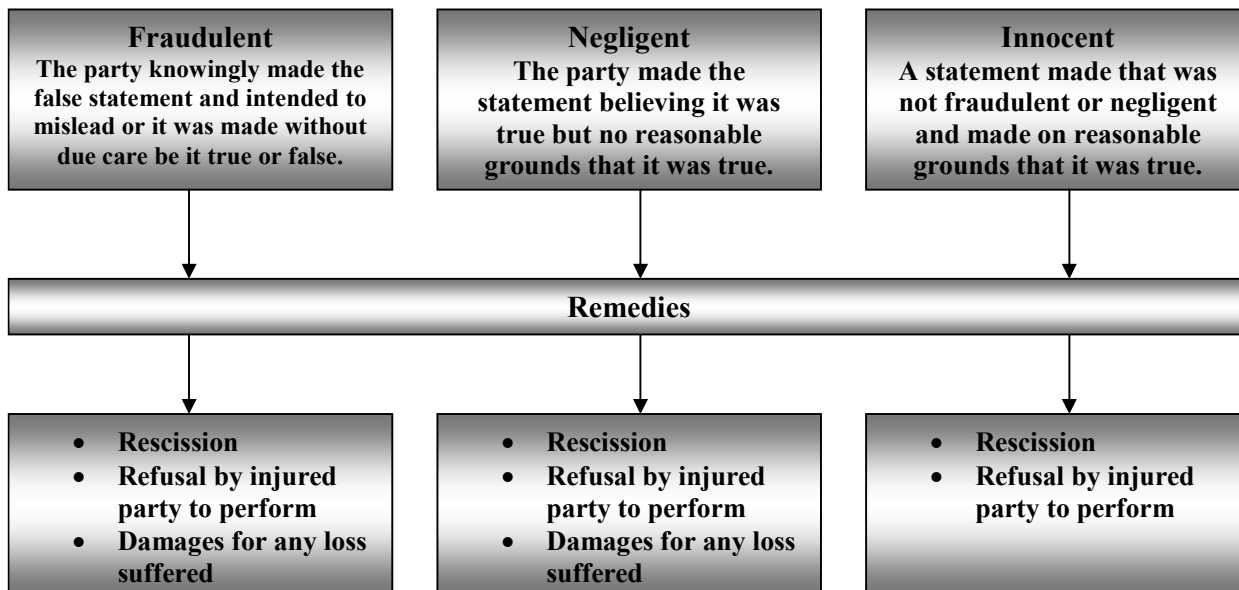 Fraudulent
The party knowingly made the
false statement and intended to
mislead or it was made without
due care be it true or false.
Negligent
The party made the
statement believing it was
true but no reasonable
grounds that it was true.
Innocent
A statement made that was
not fraudulent or negligent
and made on reasonable
grounds that it was true.
Remedies
• Rescission
• Refusal by injured
party to perform
• Damages for any loss
suffered
• Rescission
• Refusal by injured
party to perform
• Damages for any loss
suffered
• Rescission
• Refusal by injured
party to perform